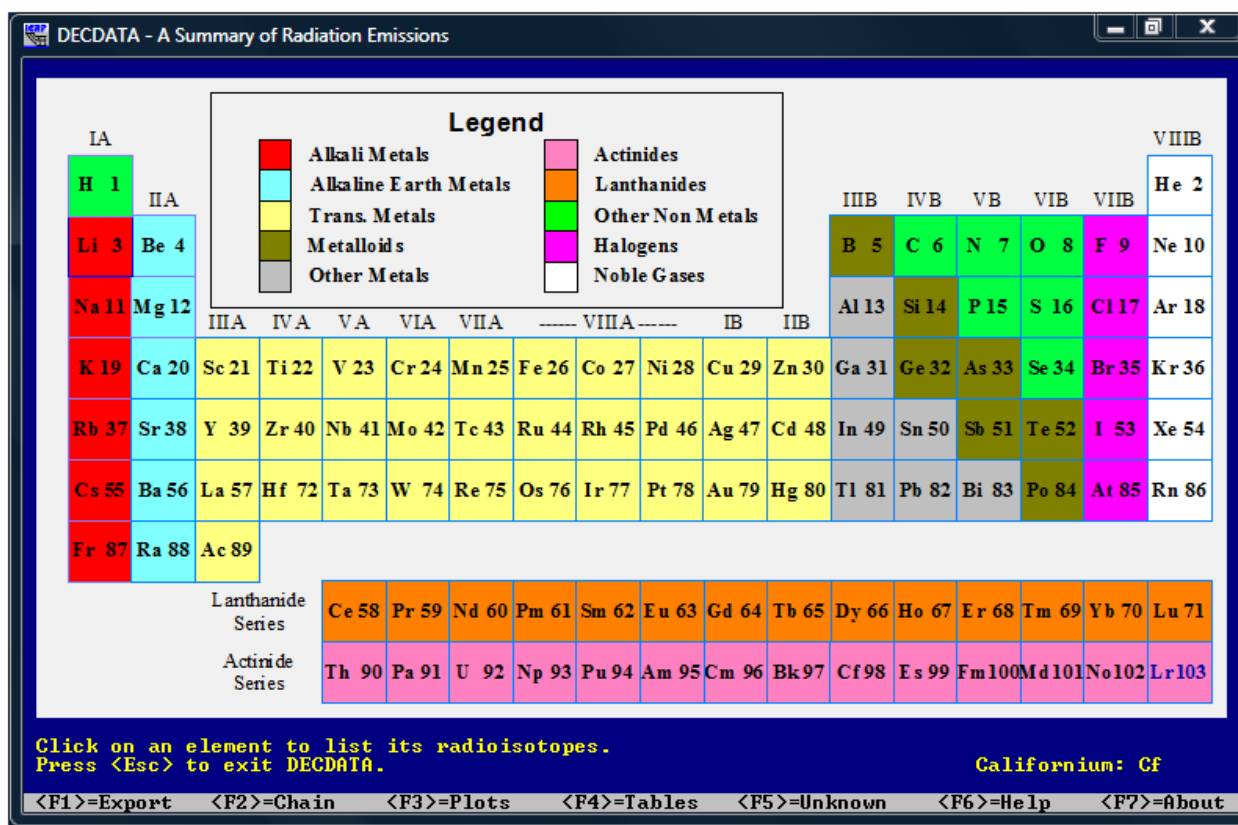 ICRP DECDATA - A Summary of Radiation Emissions
Legend
Alkali Metals Actinides
Alkaline Earth Metals Lanthanides
Trans. Metals Other Non Metals
Metalloids Halogens
Other Metals Noble Gases
IA VIIIB
H 1 IIA IIIB IVB VB VIB VIIB He 2
Li 3 Be 4 B 5 C 6 N 7 O 8 F 9 Ne 10
Na 11 Mg 12 Al 13 Si 14 P 15 S 16 Cl 17 Ar 18
IIIA IVA VA VIA VIIA ------ VIIIA ------ IB IIB
K 19 Ca 20 Sc 21 Ti 22 V 23 Cr 24 Mn 25 Fe 26 Co 27 Ni 28 Cu 29 Zn 30 Ga 31 Ge 32 As 33 Se 34 Br 35 Kr 36
Rb 37 Sr 38 Y 39 Zr 40 Nb 41 Mo 42 Tc 43 Ru 44 Rh 45 Pd 46 Ag 47 Cd 48 In 49 Sn 50 Sb 51 Te 52 I 53 Xe 54
Cs 55 Ba 56 La 57 Hf 72 Ta 73 W 74 Re 75 Os 76 Ir 77 Pt 78 Au 79 Hg 80 Tl 81 Pb 82 Bi 83 Po 84 At 85 Rn 86
Fr 87 Ra 88 Ac 89
Lanthanide
Series
Ce 58 Pr 59 Nd 60 Pm 61 Sm 62 Eu 63 Gd 64 Tb 65 Dy 66 Ho 67 Er 68 Tm 69 Yb 70 Lu 71
Actinide
Series
Th 90 Pa 91 U 92 Np 93 Pu 94 Am 95 Cm 96 Bk 97 Cf 98 Es 99 Fm100 Md101 No102 Lr103
Click on an element to list its radioisotopes.
Press <Esc> to exit DECDATA. Californium: Cf
<F1>=Export <F2>=Chain <F3>=Plots <F4>=Tables <F5>=Unknown <F6>=Help <F7>=About